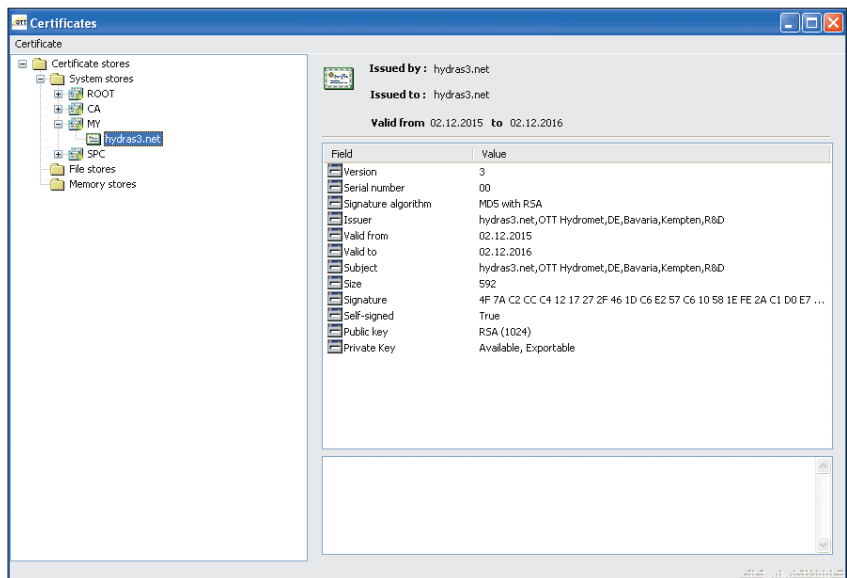 OTT Certificates
Certificate
Certificate stores
System stores
ROOT
CA
MY
hydras3.net
SPC
File stores
Memory stores
Issued by : hydras3.net
Issued to : hydras3.net
Valid from 02.12.2015 to 02.12.2016
Field Value
Version 3
Serial number 00
Signature algorithm MD5 with RSA
Issuer hydras3.net,OTT Hydromet,DE,Bavaria,Kempten,R&D
Valid from 02.12.2015
Valid to 02.12.2016
Subject hydras3.net,OTT Hydromet,DE,Bavaria,Kempten,R&D
Size 592
Signature 4F 7A C2 CC C4 12 17 27 2F 46 1D C6 E2 57 C6 10 58 1E FE 2A C1 D0 E7 ...
Self-signed True
Public key RSA (1024)
Private Key Available, Exportable